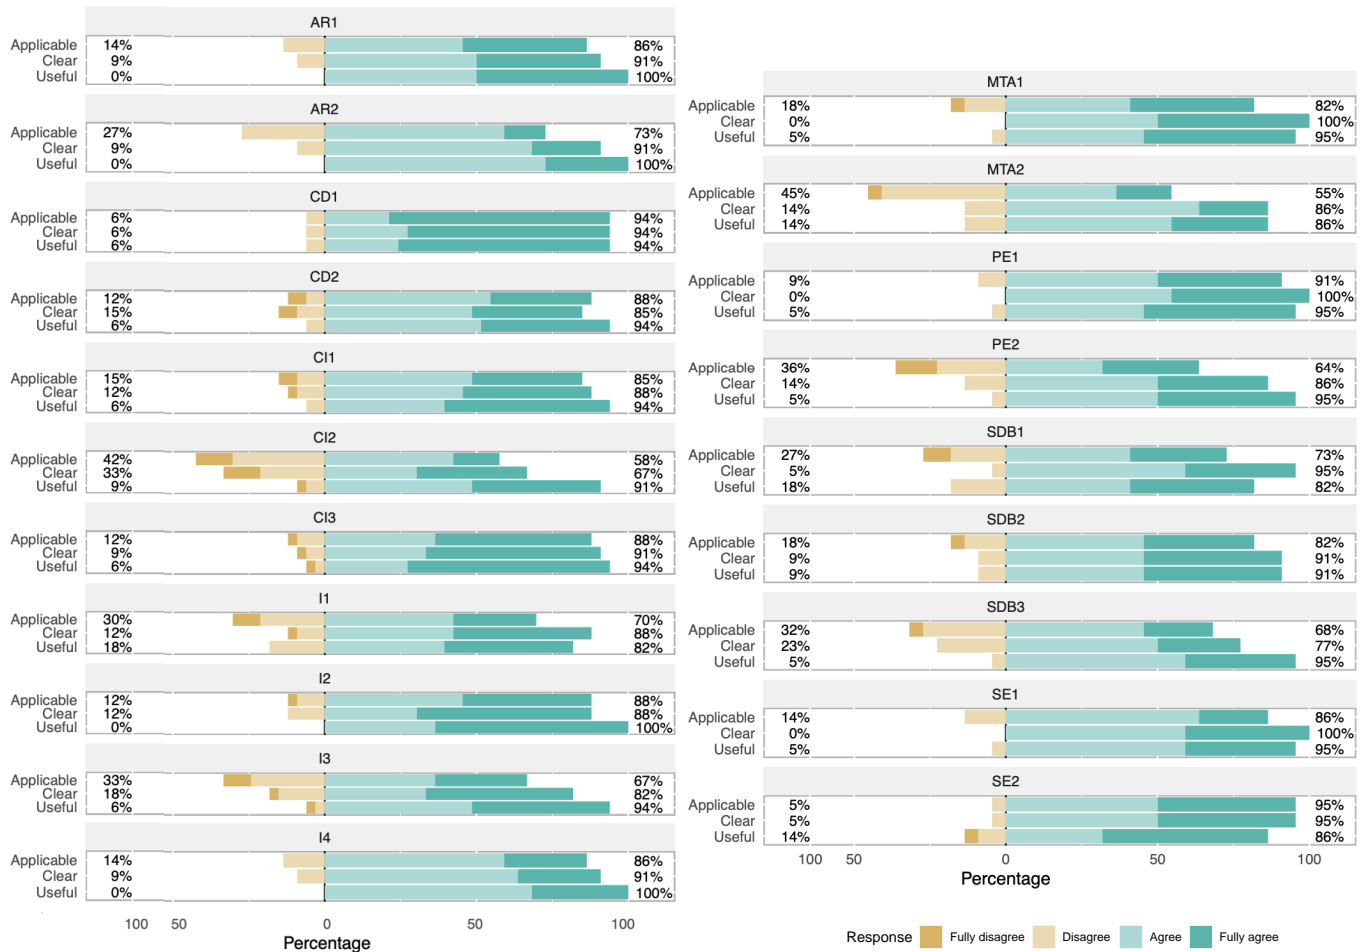 AR1
Applicable 14% 86%
Clear 9% 91%
Useful 0% 100%
AR2
Applicable 27% 73%
Clear 9% 91%
Useful 0% 100%
CD1
Applicable 6% 94%
Clear 6% 94%
Useful 6% 94%
CD2
Applicable 12% 88%
Clear 15% 85%
Useful 6% 94%
CI1
Applicable 15% 85%
Clear 12% 88%
Useful 6% 94%
CI2
Applicable 42% 58%
Clear 33% 67%
Useful 9% 91%
CI3
Applicable 12% 88%
Clear 9% 91%
Useful 6% 94%
I1
Applicable 30% 70%
Clear 12% 88%
Useful 18% 82%
I2
Applicable 12% 88%
Clear 12% 88%
Useful 0% 100%
I3
Applicable 33% 67%
Clear 18% 82%
Useful 6% 94%
I4
Applicable 14% 86%
Clear 9% 91%
Useful 0% 100%
100 50 0 50 100
Percentage
MTA1
Applicable 18% 82%
Clear 0% 100%
Useful 5% 95%
MTA2
Applicable 45% 55%
Clear 14% 86%
Useful 14% 86%
PE1
Applicable 9% 91%
Clear 0% 100%
Useful 5% 95%
PE2
Applicable 36% 64%
Clear 14% 86%
Useful 5% 95%
SDB1
Applicable 27% 73%
Clear 5% 95%
Useful 18% 82%
SDB2
Applicable 18% 82%
Clear 9% 91%
Useful 9% 91%
SDB3
Applicable 32% 68%
Clear 23% 77%
Useful 5% 95%
SE1
Applicable 14% 86%
Clear 0% 100%
Useful 5% 95%
SE2
Applicable 5% 95%
Clear 5% 95%
Useful 14% 86%
100 50 0 50 100
Percentage
Response Fully disagree Disagree Agree Fully agree